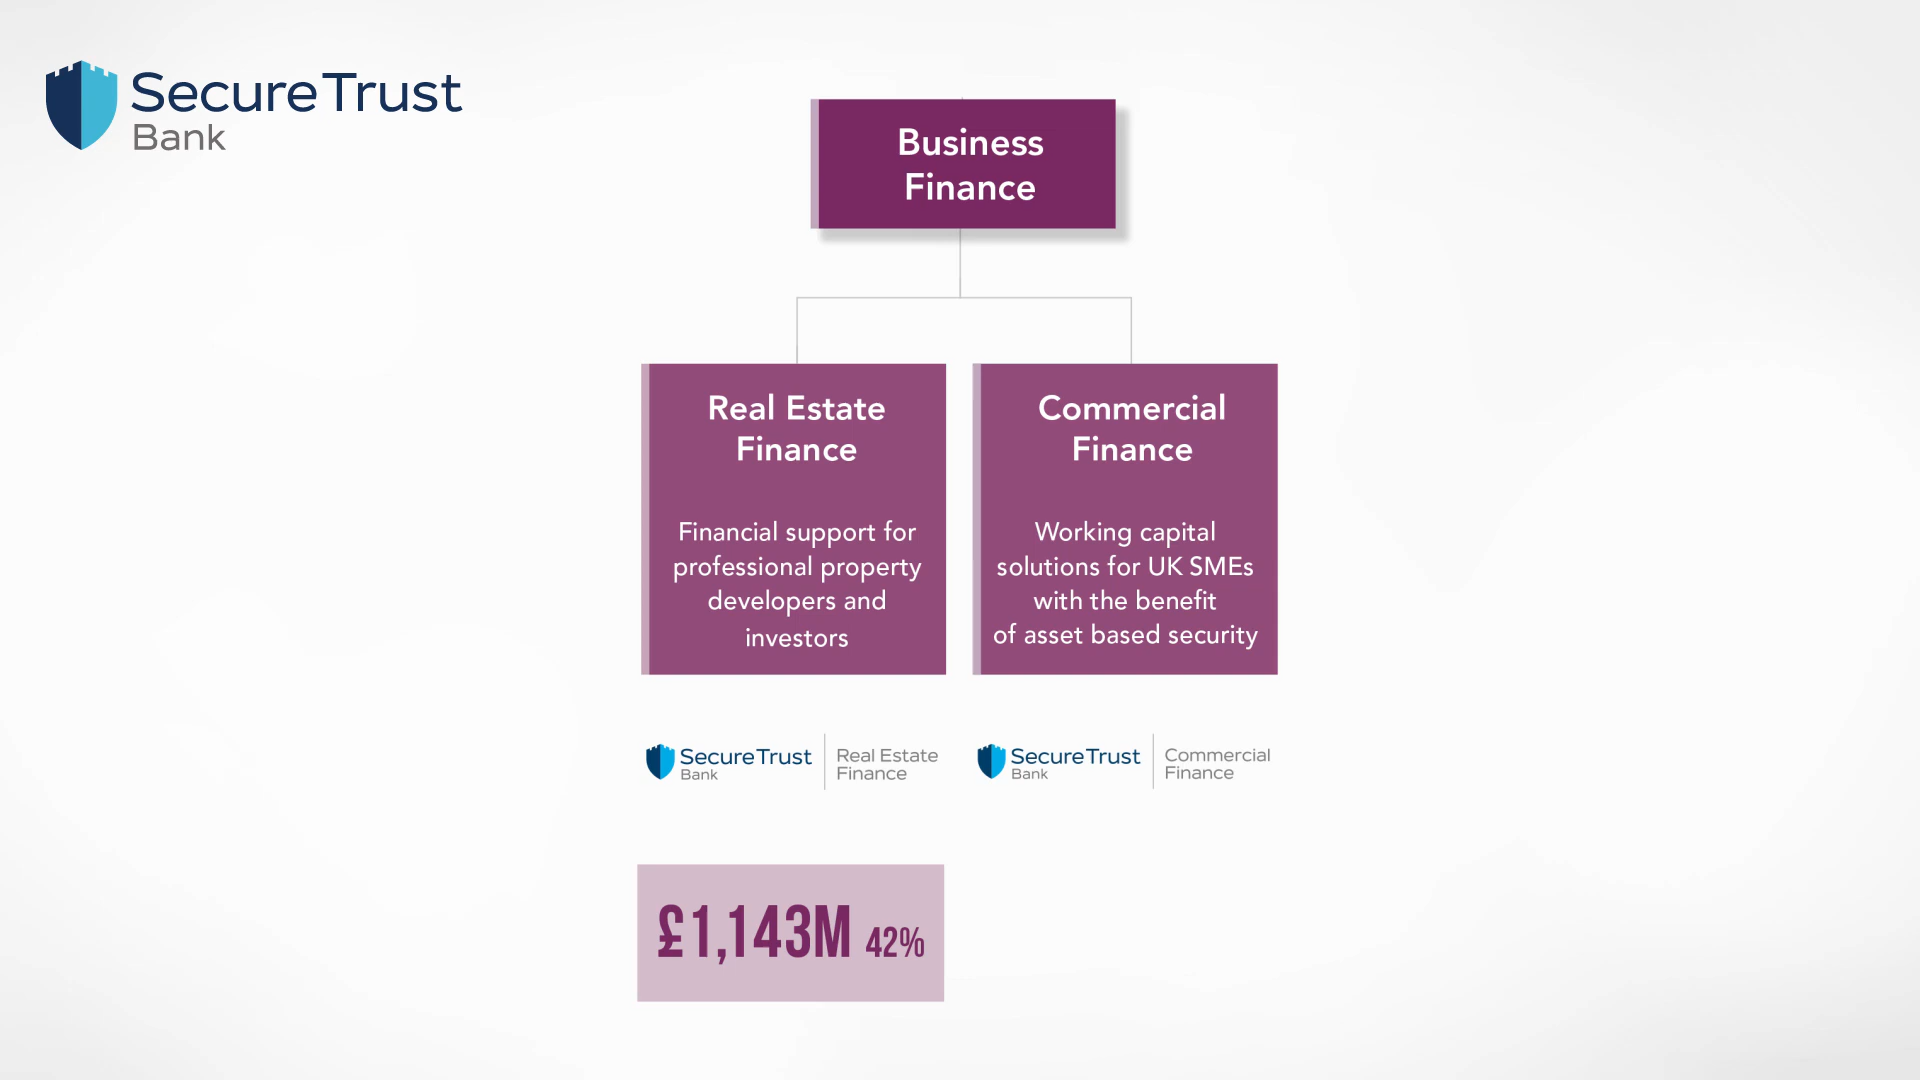 SecureTrust
Bank
Business
Finance
Real Estate
Finance
Financial support for
professional property
developers and
investors
Commercial
Finance
Working capital
solutions for UK SMEs
with the benefit
of asset based security
SecureTrust
Bank
Real Estate
Finance
SecureTrust
Bank
Commercial
Finance
£1,143M 42%